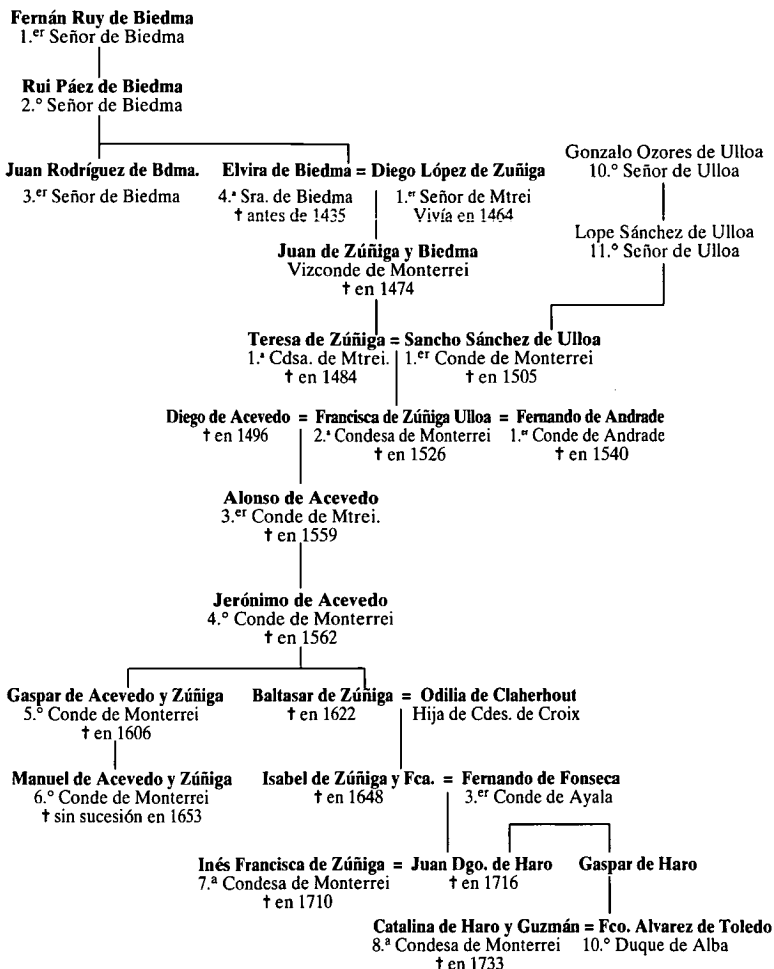 Fernán Ruy de Biedma
1.er Señor de Biedma
Rui Páez de Biedma
2.º Señor de Biedma
Juan Rodríguez de Bdma.
3.er Señor de Biedma
Elvira de Biedma = Diego López de Zuñiga
4.ª Sra. de Biedma 1.er Señor de Mtrei
† antes de 1435 Vivía en 1464
Gonzalo Ozores de Ulloa
10.º Señor de Ulloa
Lope Sánchez de Ulloa
11.º Señor de Ulloa
Juan de Zúñiga y Biedma
Vizconde de Monterrei
† en 1474
Teresa de Zúñiga = Sancho Sánchez de Ulloa
1.ª Cdsa. de Mtrei. 1.er Conde de Monterrei
† en 1484 † en 1505
Diego de Acevedo = Francisca de Zúñiga Ulloa = Fernando de Andrade
† en 1496 2.ª Condesa de Monterrei 1.er Conde de Andrade
† en 1526 † en 1540
Alonso de Acevedo
3.er Conde de Mtrei.
† en 1559
Jerónimo de Acevedo
4.º Conde de Monterrei
† en 1562
Gaspar de Acevedo y Zúñiga
5.º Conde de Monterrei
† en 1606
Baltasar de Zúñiga = Odilia de Claherhout
† en 1622 Hija de Cdes. de Croix
Manuel de Acevedo y Zúñiga
6.º Conde de Monterrei
† sin sucesión en 1653
Isabel de Zúñiga y Fca. = Fernando de Fonseca
† en 1648 3.er Conde de Ayala
Inés Francisca de Zúñiga = Juan Dgo. de Haro Gaspar de Haro
7.ª Condesa de Monterrei † en 1716
† en 1710
Catalina de Haro y Guzmán = Fco. Alvarez de Toledo
8.ª Condesa de Monterrei 10.º Duque de Alba
† en 1733